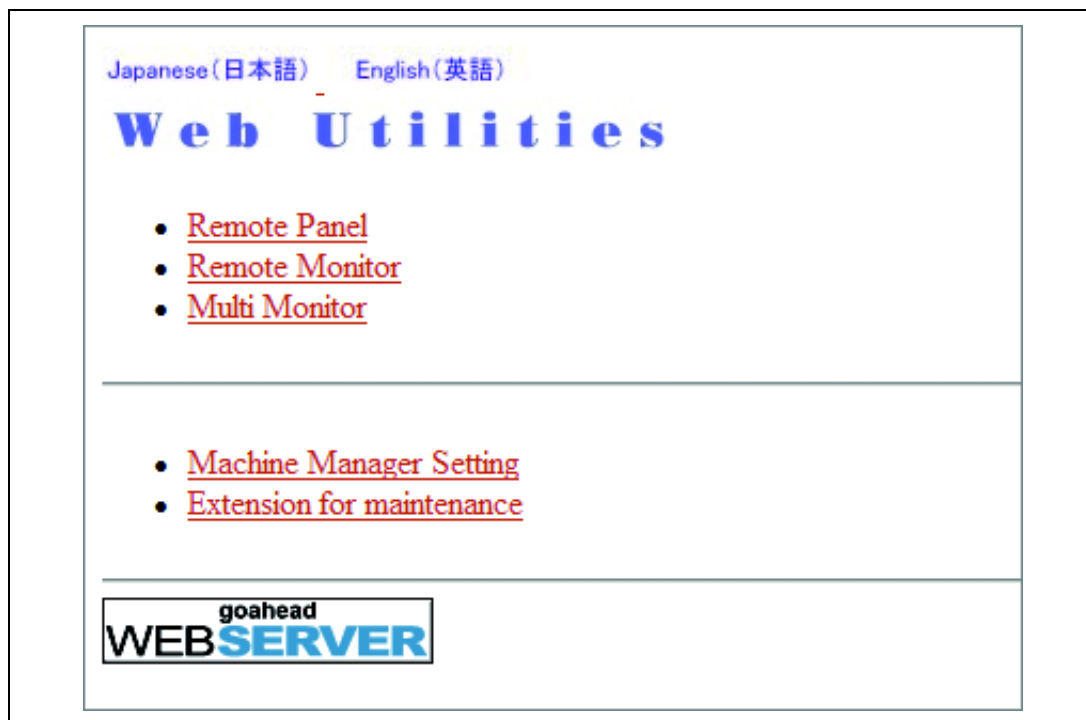 Japanese(日本語) English(英語)
Web Utilities
Remote Panel
Remote Monitor
Multi Monitor
Machine Manager Setting
Extension for maintenance
goahead
WEBSERVER